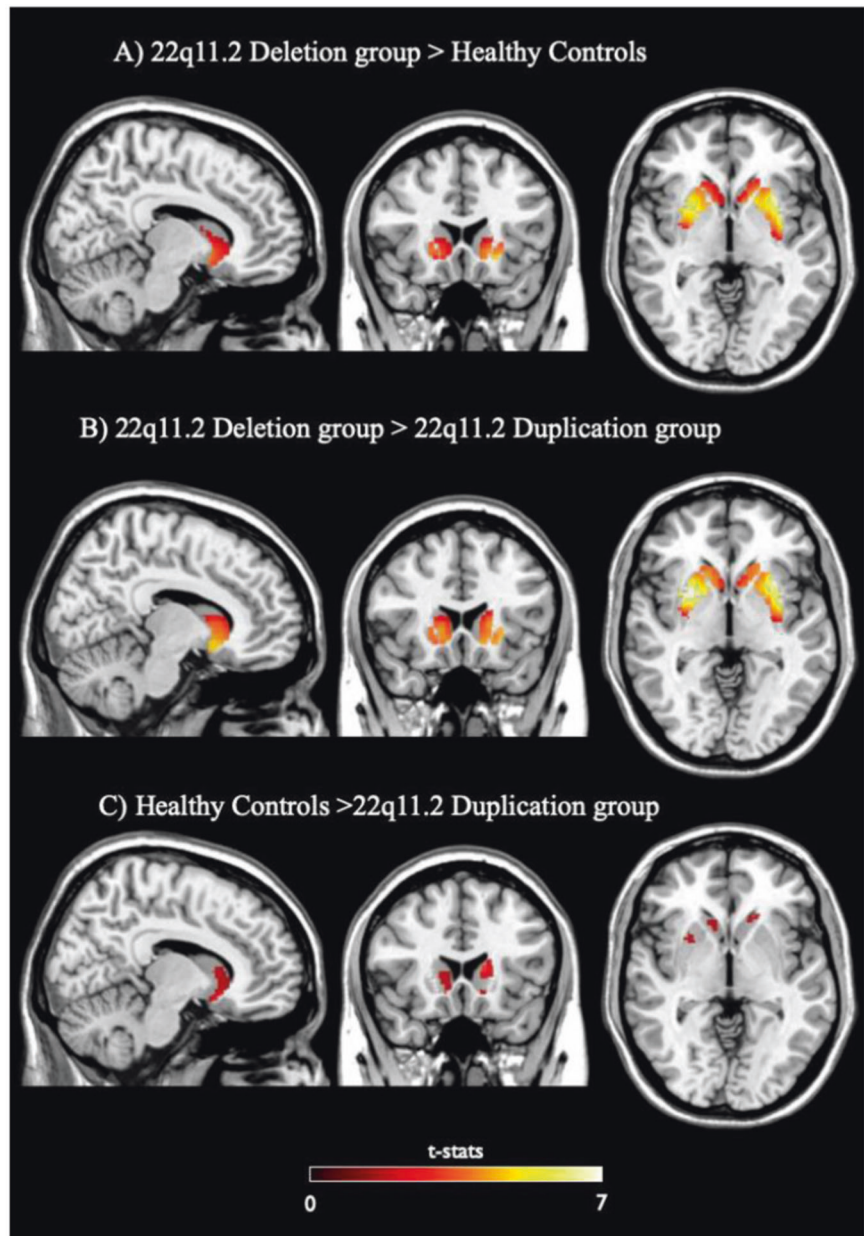 A) 22q11.2 Deletion group > Healthy Controls
B) 22q11.2 Deletion group > 22q11.2 Duplication group
C) Healthy Controls >22q11.2 Duplication group
t-stats
0 7